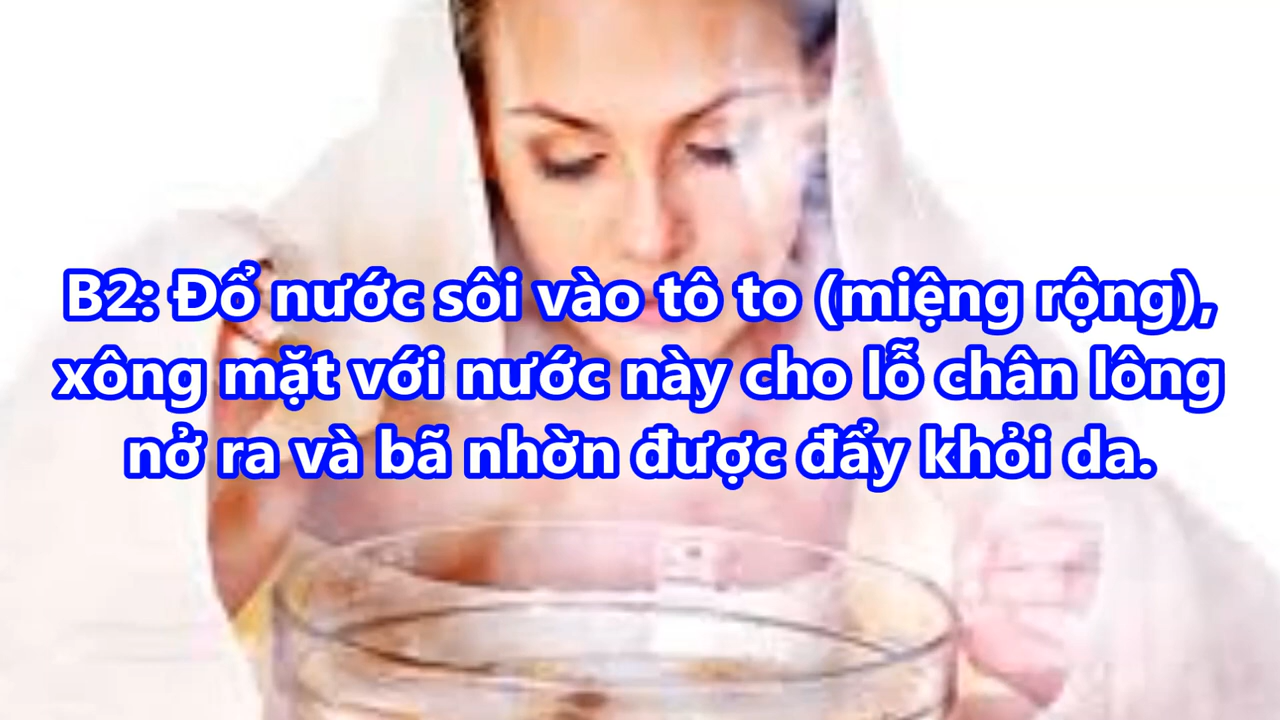 B2: Đổ nước sôi vào tô to (miệng rộng),
xông mặt với nước này cho lỗ chân lông
nở ra và bã nhờn được đẩy khỏi da.